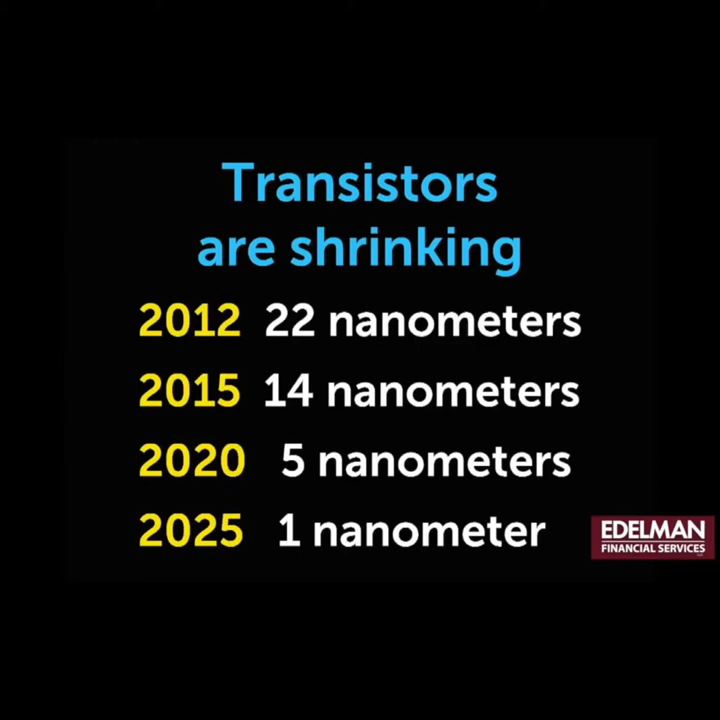 Transistors
are shrinking
2012 22 nanometers
2015 14 nanometers
2020 5 nanometers
2025 1 nanometer
EDELMAN
FINANCIAL SERVICES